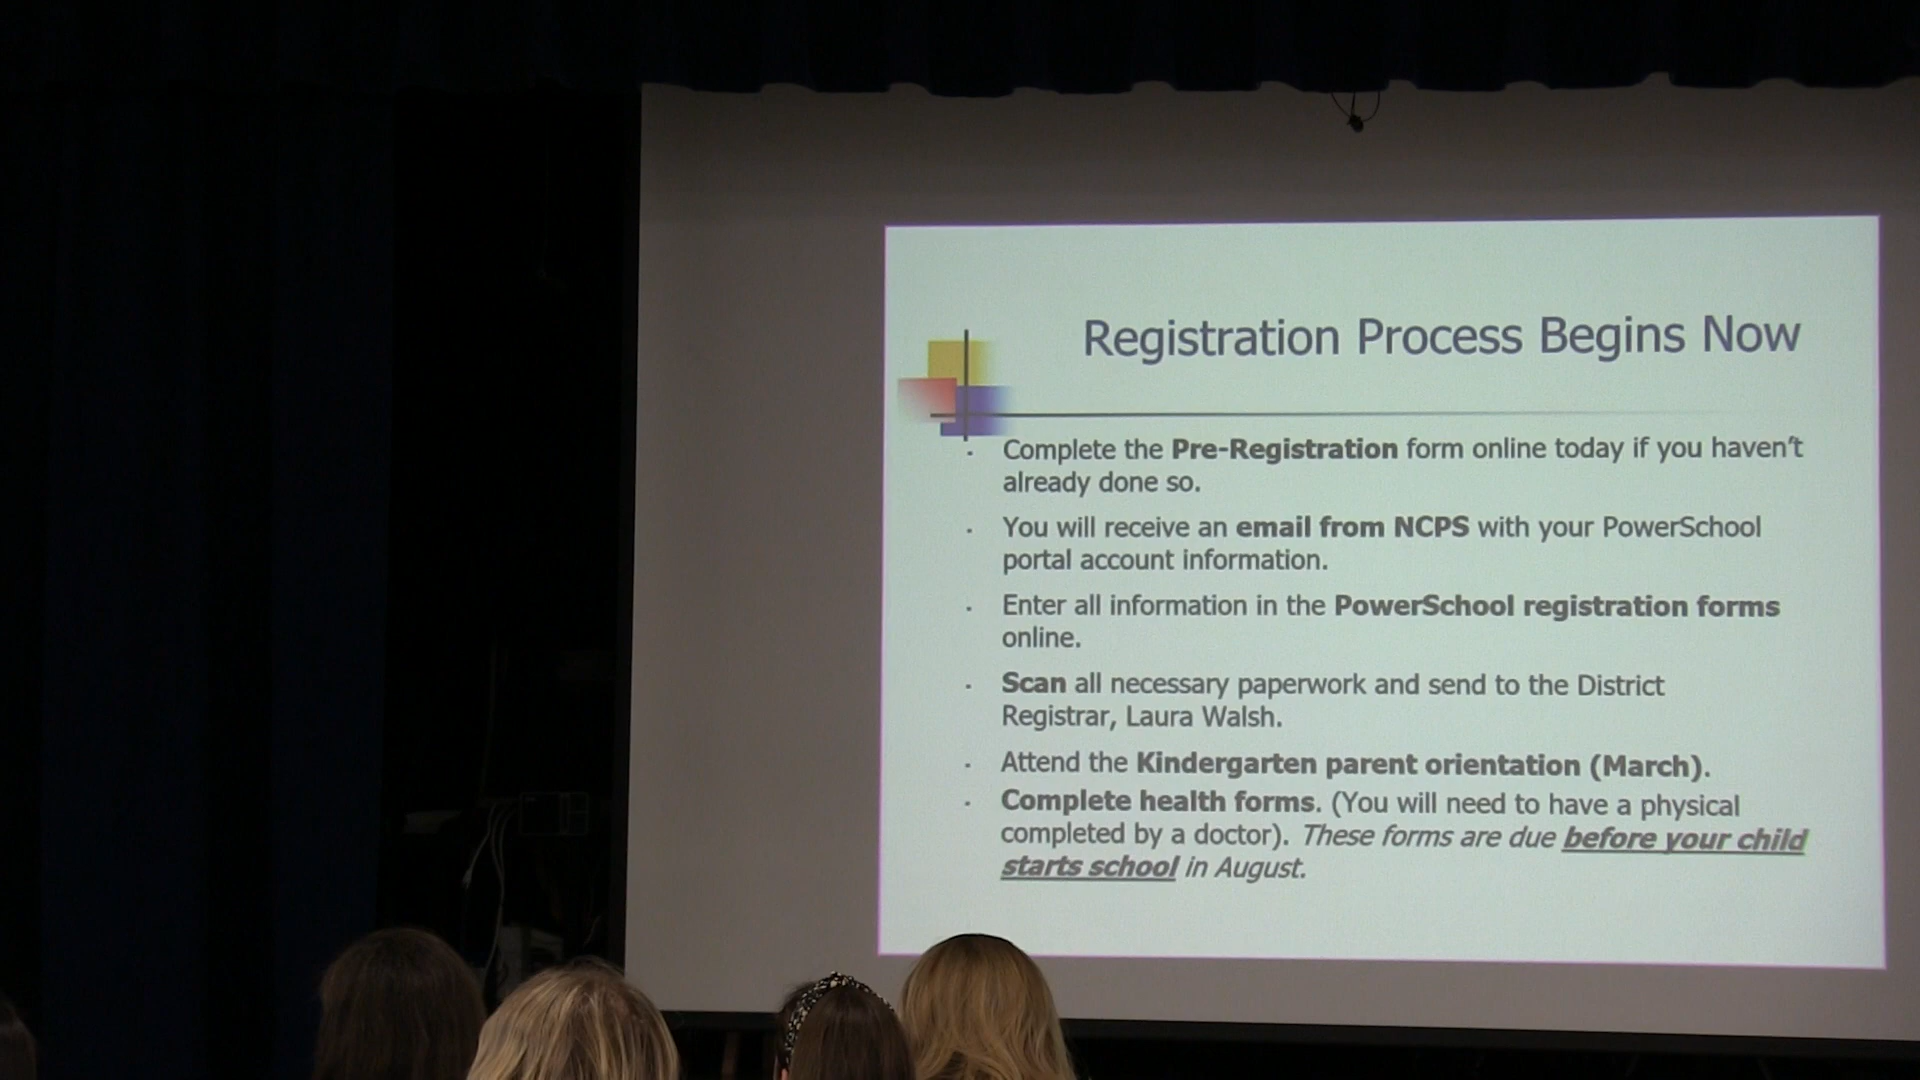 Registration Process Begins Now
· Complete the Pre-Registration form online today if you haven't
already done so.
· You will receive an email from NCPS with your PowerSchool
portal account information.
· Enter all information in the PowerSchool registration forms
online.
· Scan all necessary paperwork and send to the District
Registrar, Laura Walsh.
· Attend the Kindergarten parent orientation (March).
· Complete health forms. (You will need to have a physical
completed by a doctor). These forms are due before your child
starts school in August.